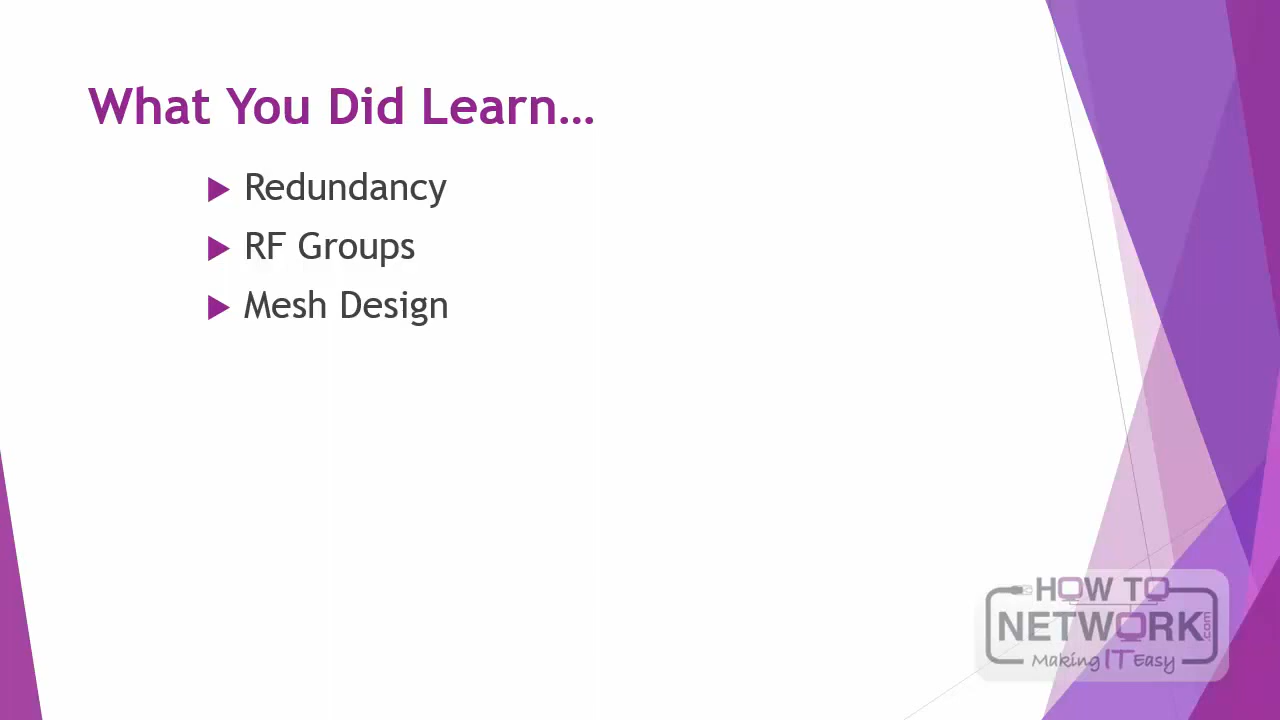 What You Did Learn...
Redundancy
RF Groups
Mesh Design
HOW TO
NETWORK.com
Making IT Easy